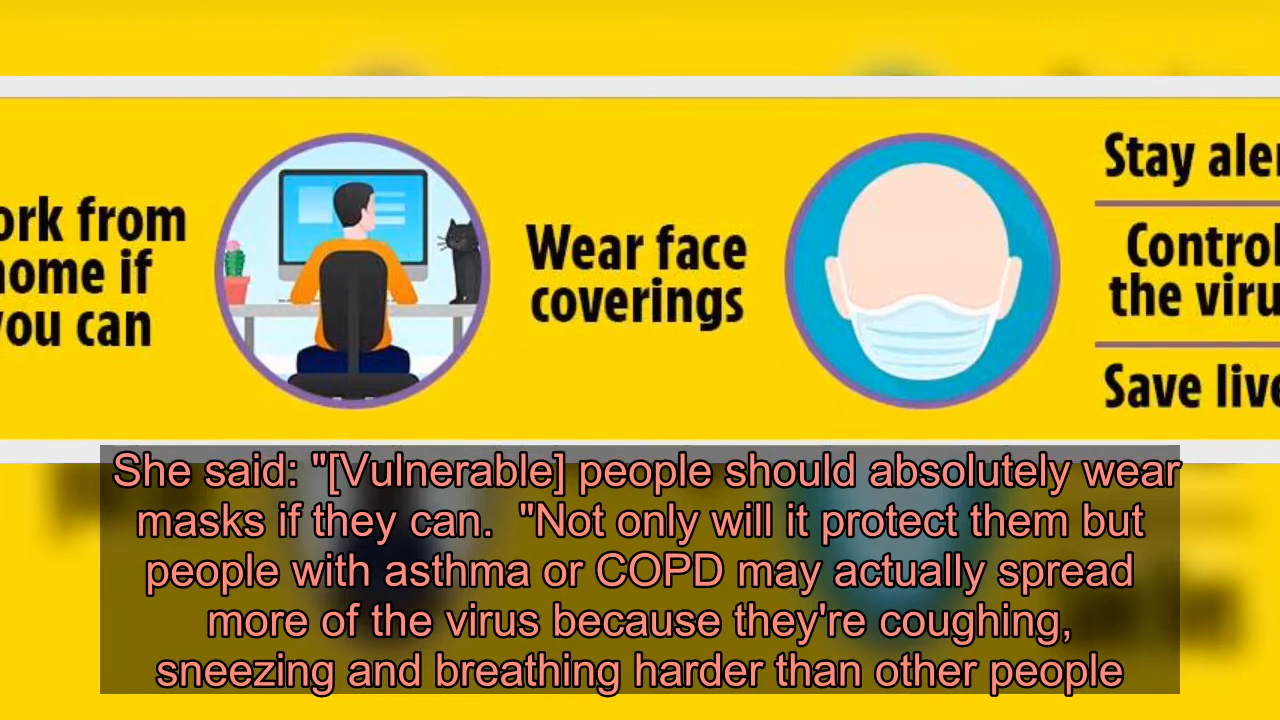 ork from
home if
you can
Wear face
coverings
Stay aler
Control
the viru
Save live
She said: "[Vulnerable] people should absolutely wear
masks if they can.  "Not only will it protect them but
people with asthma or COPD may actually spread
more of the virus because they're coughing,
sneezing and breathing harder than other people